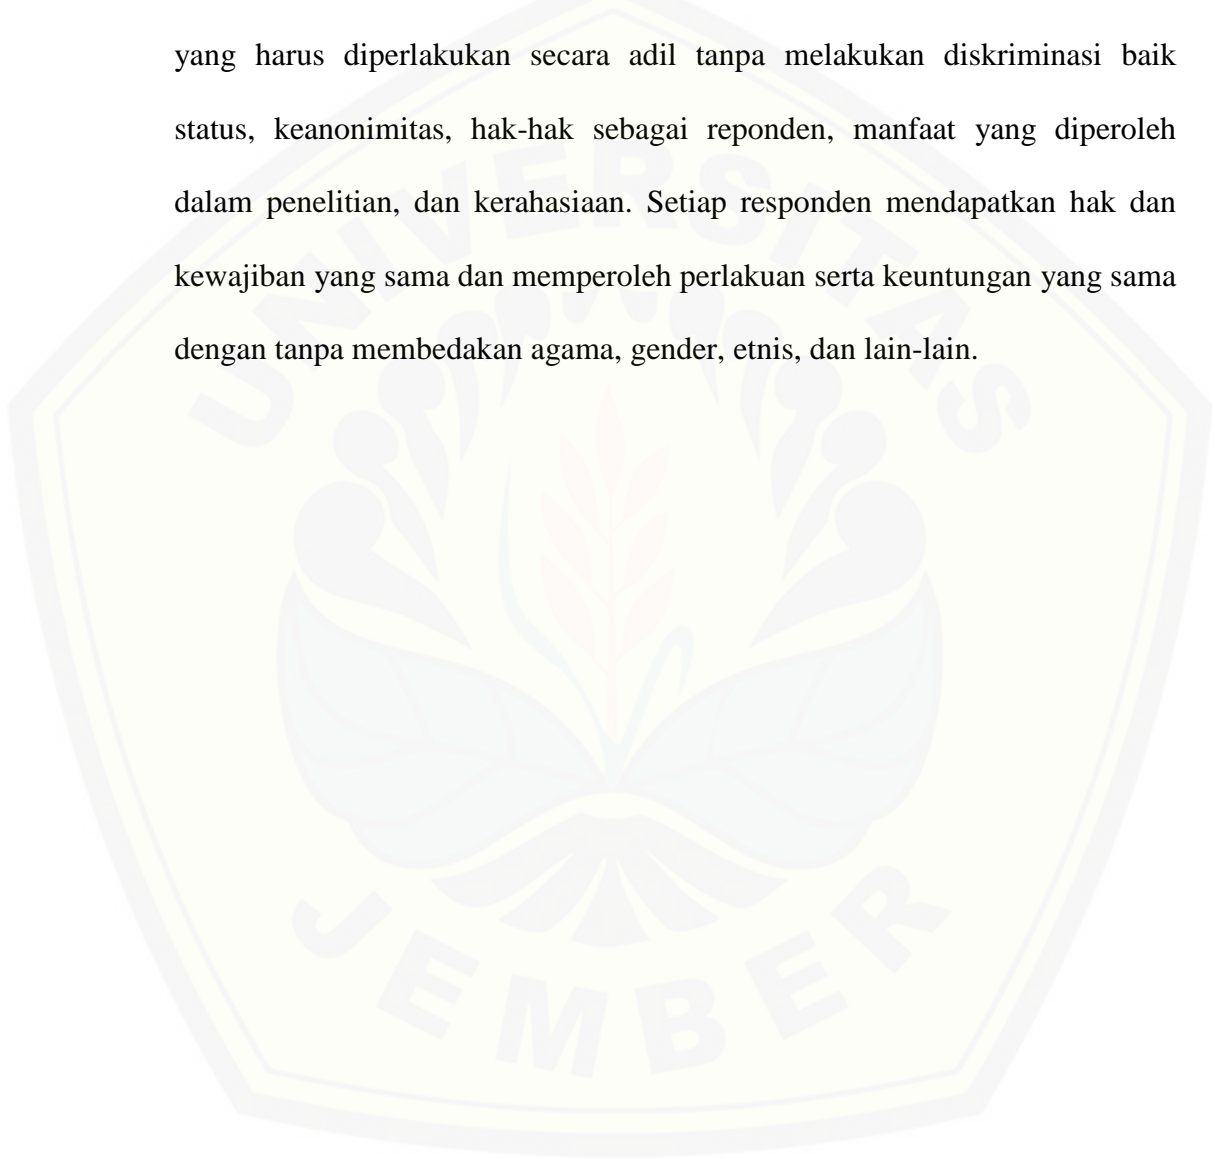 yang harus diperlakukan secara adil tanpa melakukan diskriminasi baik
status, keanonimitas, hak-hak sebagai reponden, manfaat yang diperoleh
dalam penelitian, dan kerahasiaan. Setiap responden mendapatkan hak dan
kewajiban yang sama dan memperoleh perlakuan serta keuntungan yang sama
dengan tanpa membedakan agama, gender, etnis, dan lain-lain.
UNIVERSITAS
JEMBER